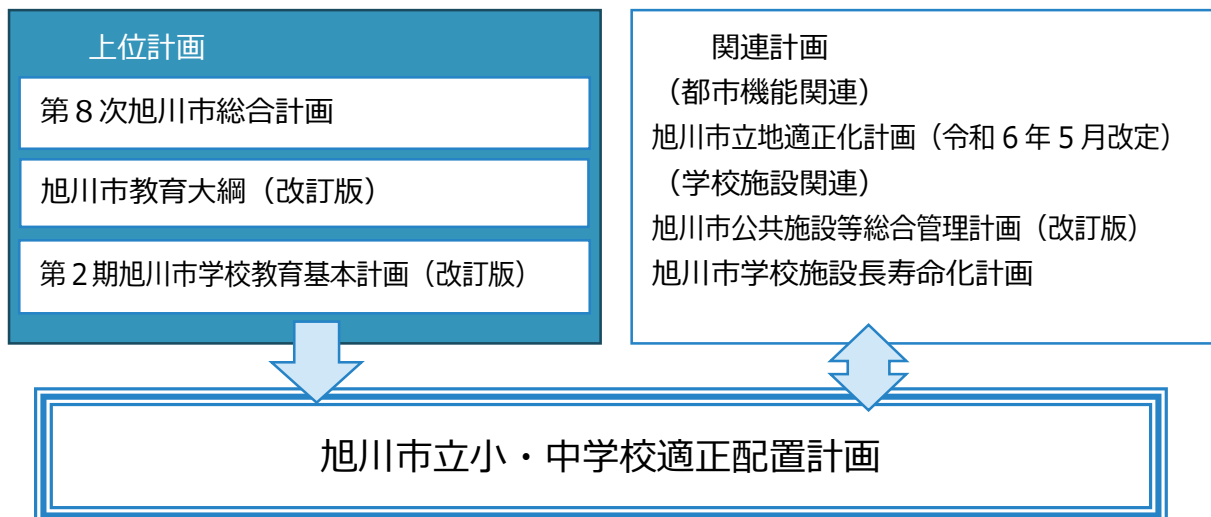 上位計画
第８次旭川市総合計画
旭川市教育大綱（改訂版）
第２期旭川市学校教育基本計画（改訂版）
関連計画
（都市機能関連）
旭川市立地適正化計画（令和６年５月改定）
（学校施設関連）
旭川市公共施設等総合管理計画（改訂版）
旭川市学校施設長寿命化計画
旭川市立小・中学校適正配置計画